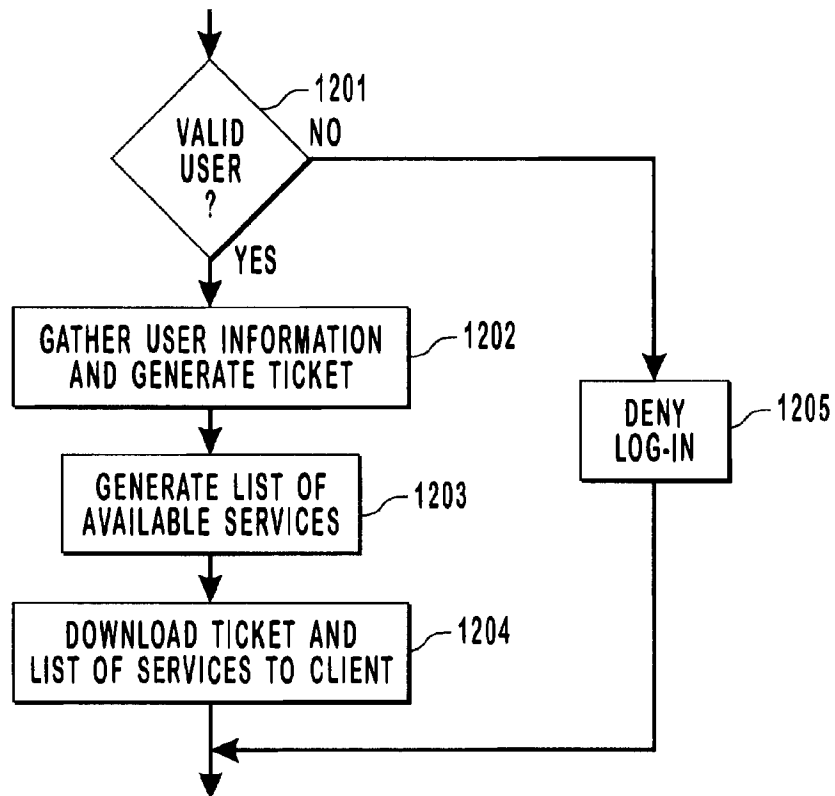 1201
VALID
USER
?
NO
YES
GATHER USER INFORMATION
AND GENERATE TICKET
1202
GENERATE LIST OF
AVAILABLE SERVICES
1203
DOWNLOAD TICKET AND
LIST OF SERVICES TO CLIENT
1204
DENY
LOG-IN
1205